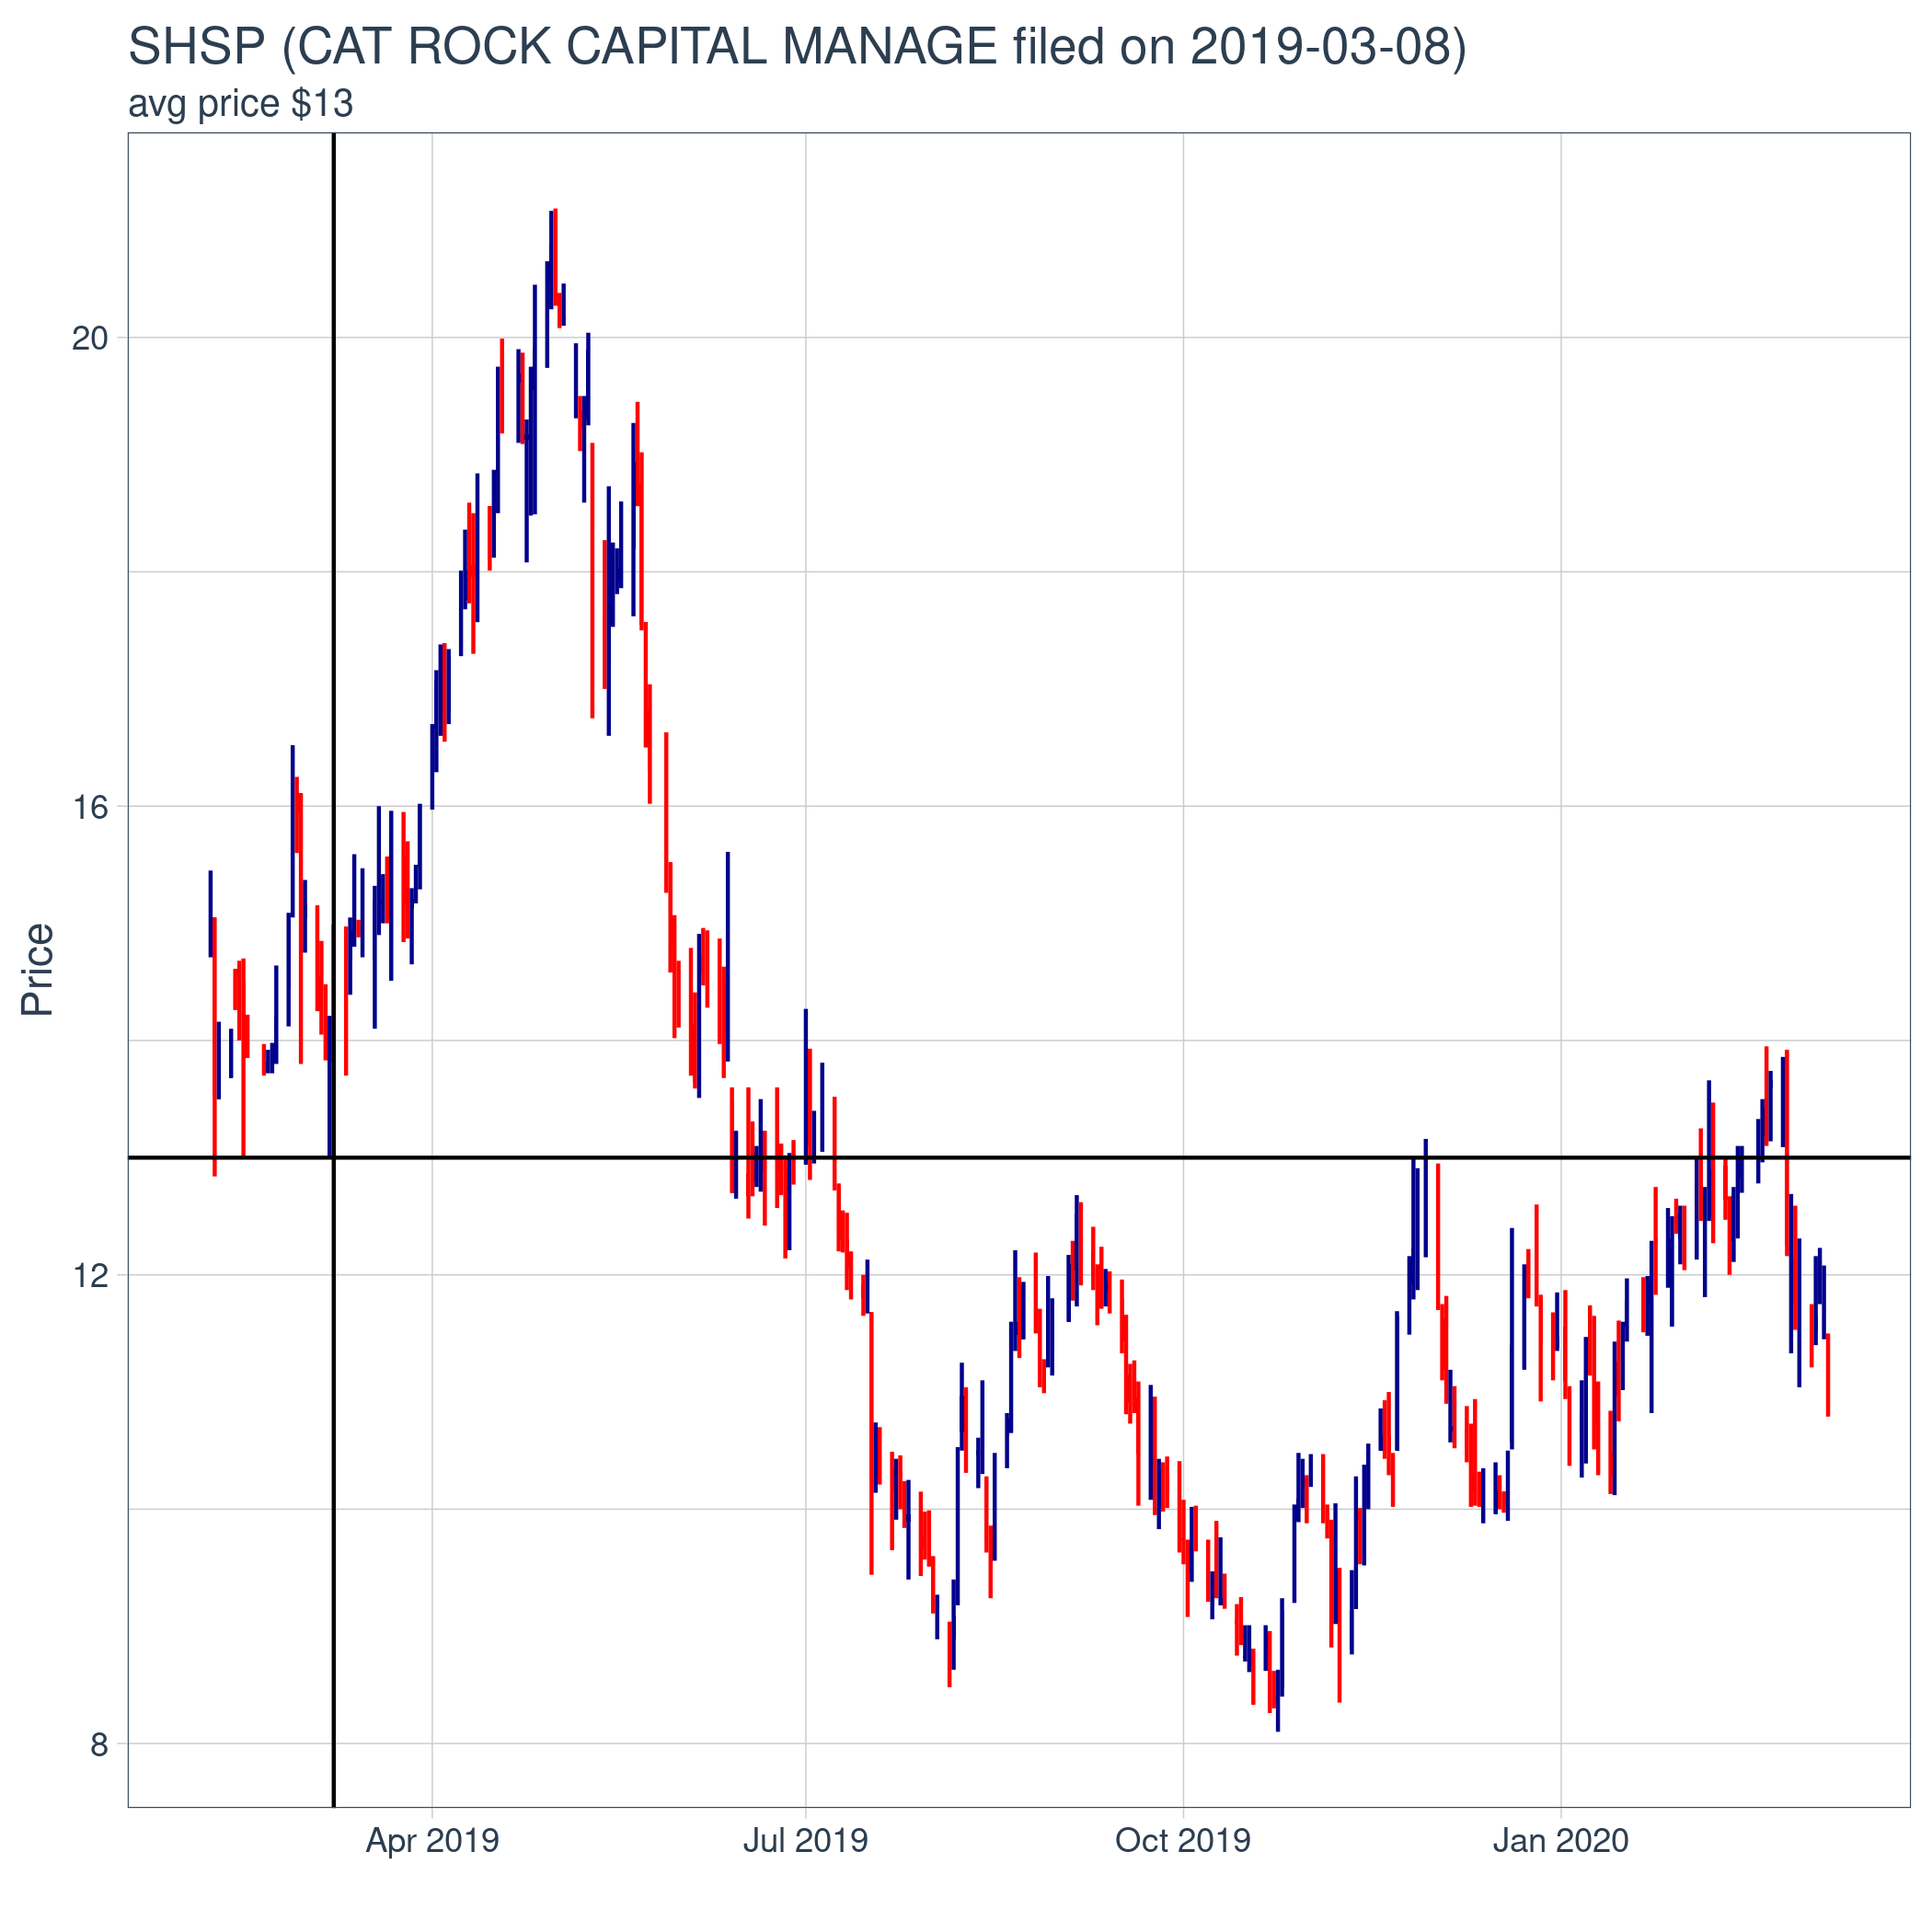 SHSP (CAT ROCK CAPITAL MANAGE filed on 2019-03-08)
avg price $13
20
16
12
8
Price
Apr 2019
Jul 2019
Oct 2019
Jan 2020